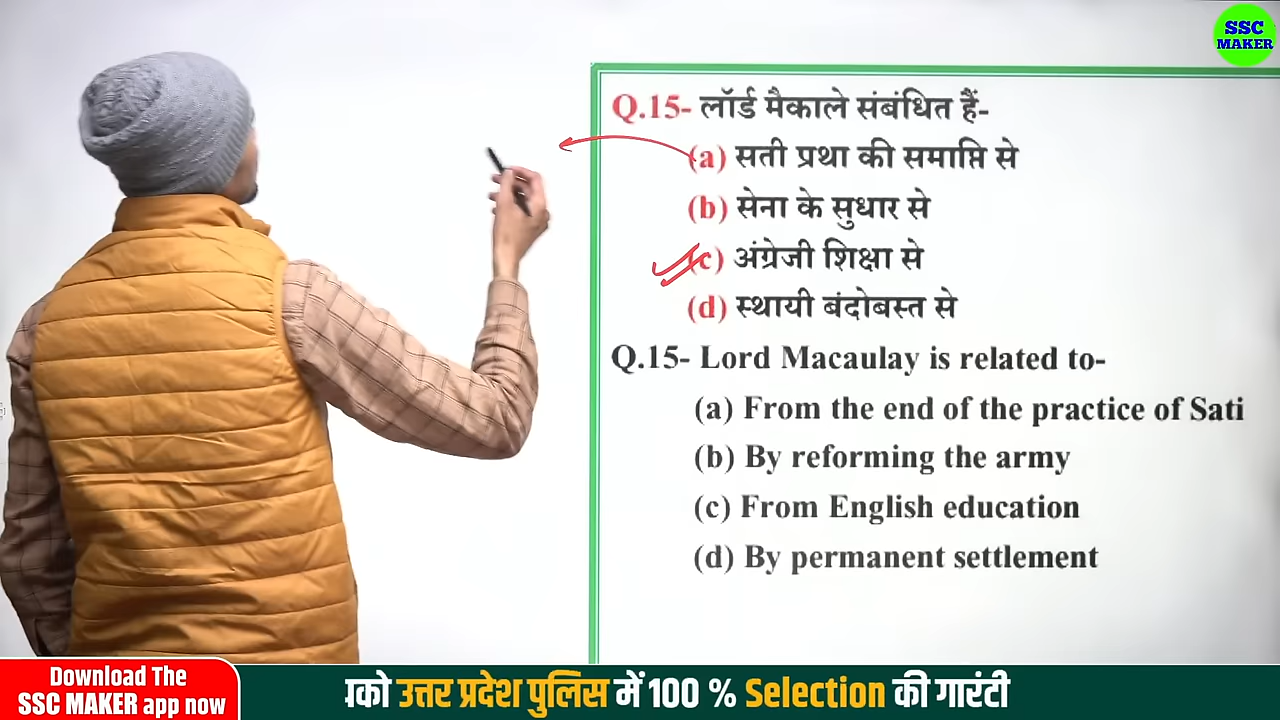 SSC
MAKER
Q.15- लॉर्ड मैकाले संबंधित हैं-
(a) सती प्रथा की समाप्ति से
(b) सेना के सुधार से
(c) अंग्रेजी शिक्षा से
(d) स्थायी बंदोबस्त से
Q.15- Lord Macaulay is related to-
(a) From the end of the practice of Sati
(b) By reforming the army
(c) From English education
(d) By permanent settlement
Download The
SSC MAKER app now
को उत्तर प्रदेश पुलिस में 100 % Selection की गारंटी